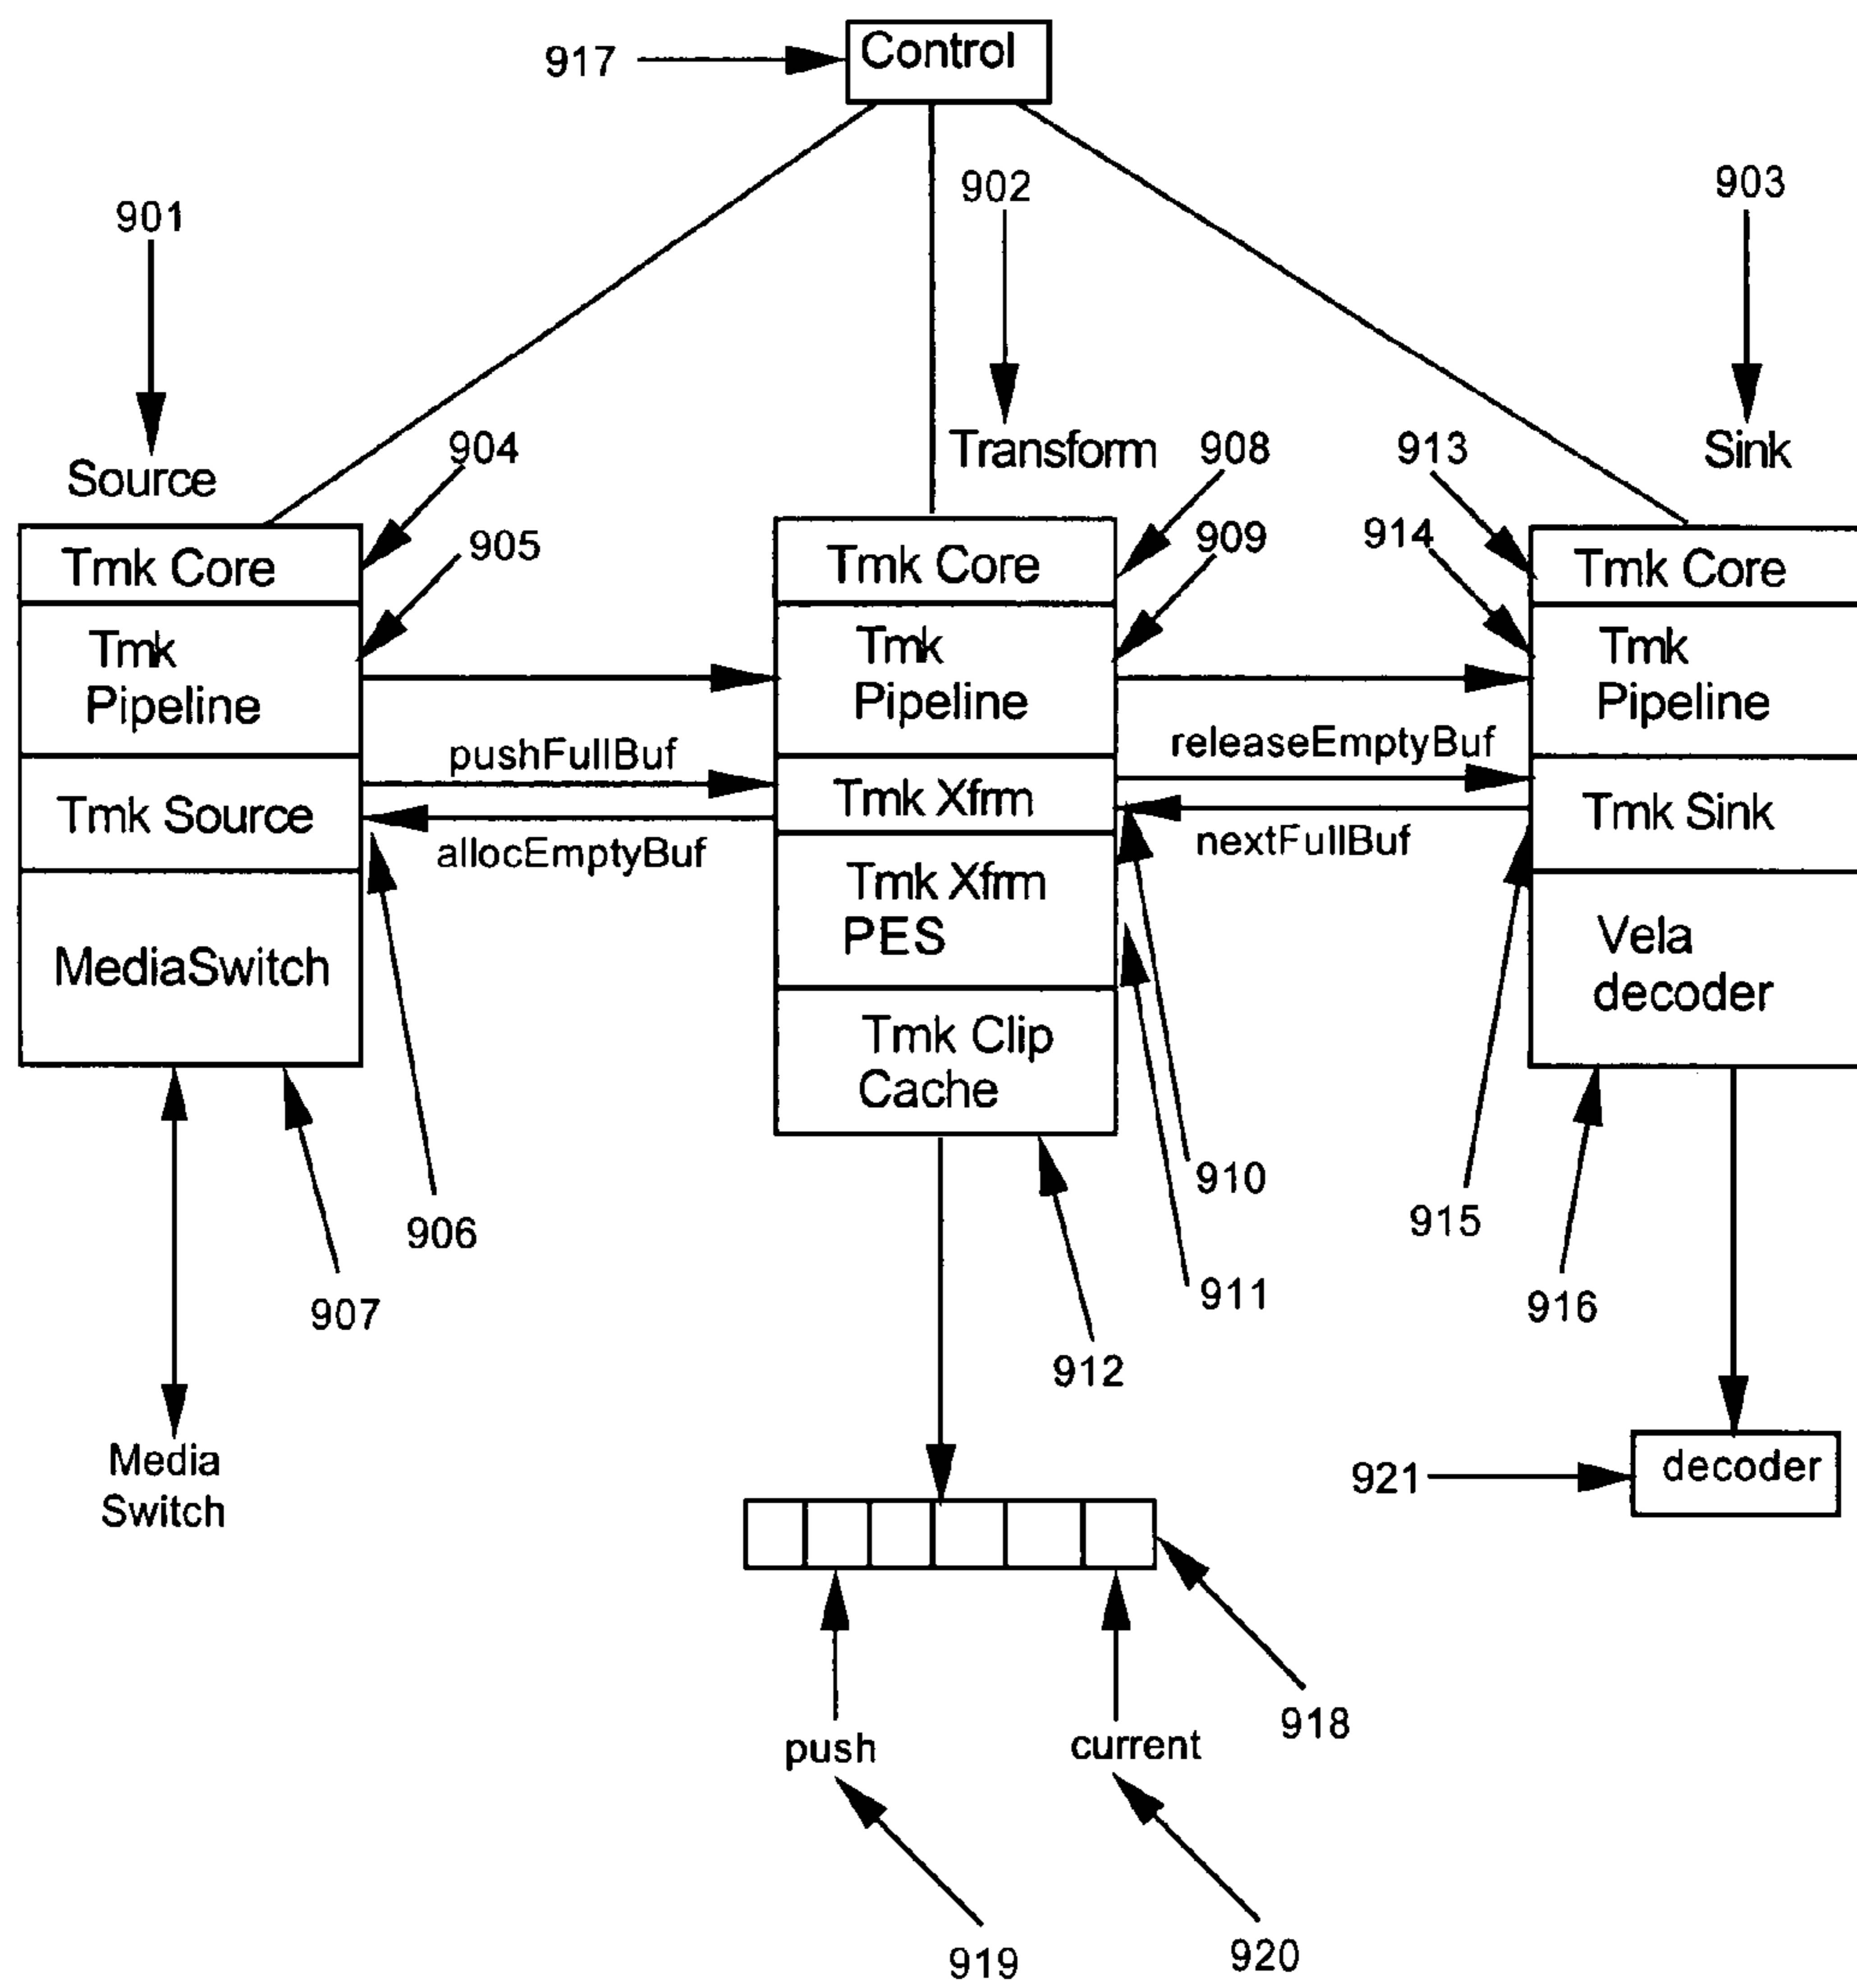 917
Control
901
902
903
Source
904
905
Transform
908
909
913
914
Sink
Tmk Core
Tmk
Pipeline
Tmk Source
MediaSwitch
pushFullBuf
allocEmptyBuf
Tmk Core
Tmk
Pipeline
Tmk Xfrm
Tmk Xfrm
PES
Tmk Clip
Cache
releaseEmptyBuf
nextFullBuf
Tmk Core
Tmk
Pipeline
Tmk Sink
Vela
decoder
906
907
910
911
912
915
916
Media
Switch
921
decoder
push
current
918
919
920